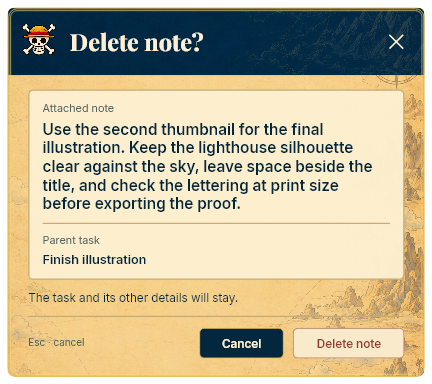 Delete note?
Attached note
Use the second thumbnail for the final
illustration. Keep the lighthouse silhouette
clear against the sky, leave space beside the
title, and check the lettering at print size
before exporting the proof.
Parent task
Finish illustration
The task and its other details will stay.
Esc · cancel
Cancel
Delete note